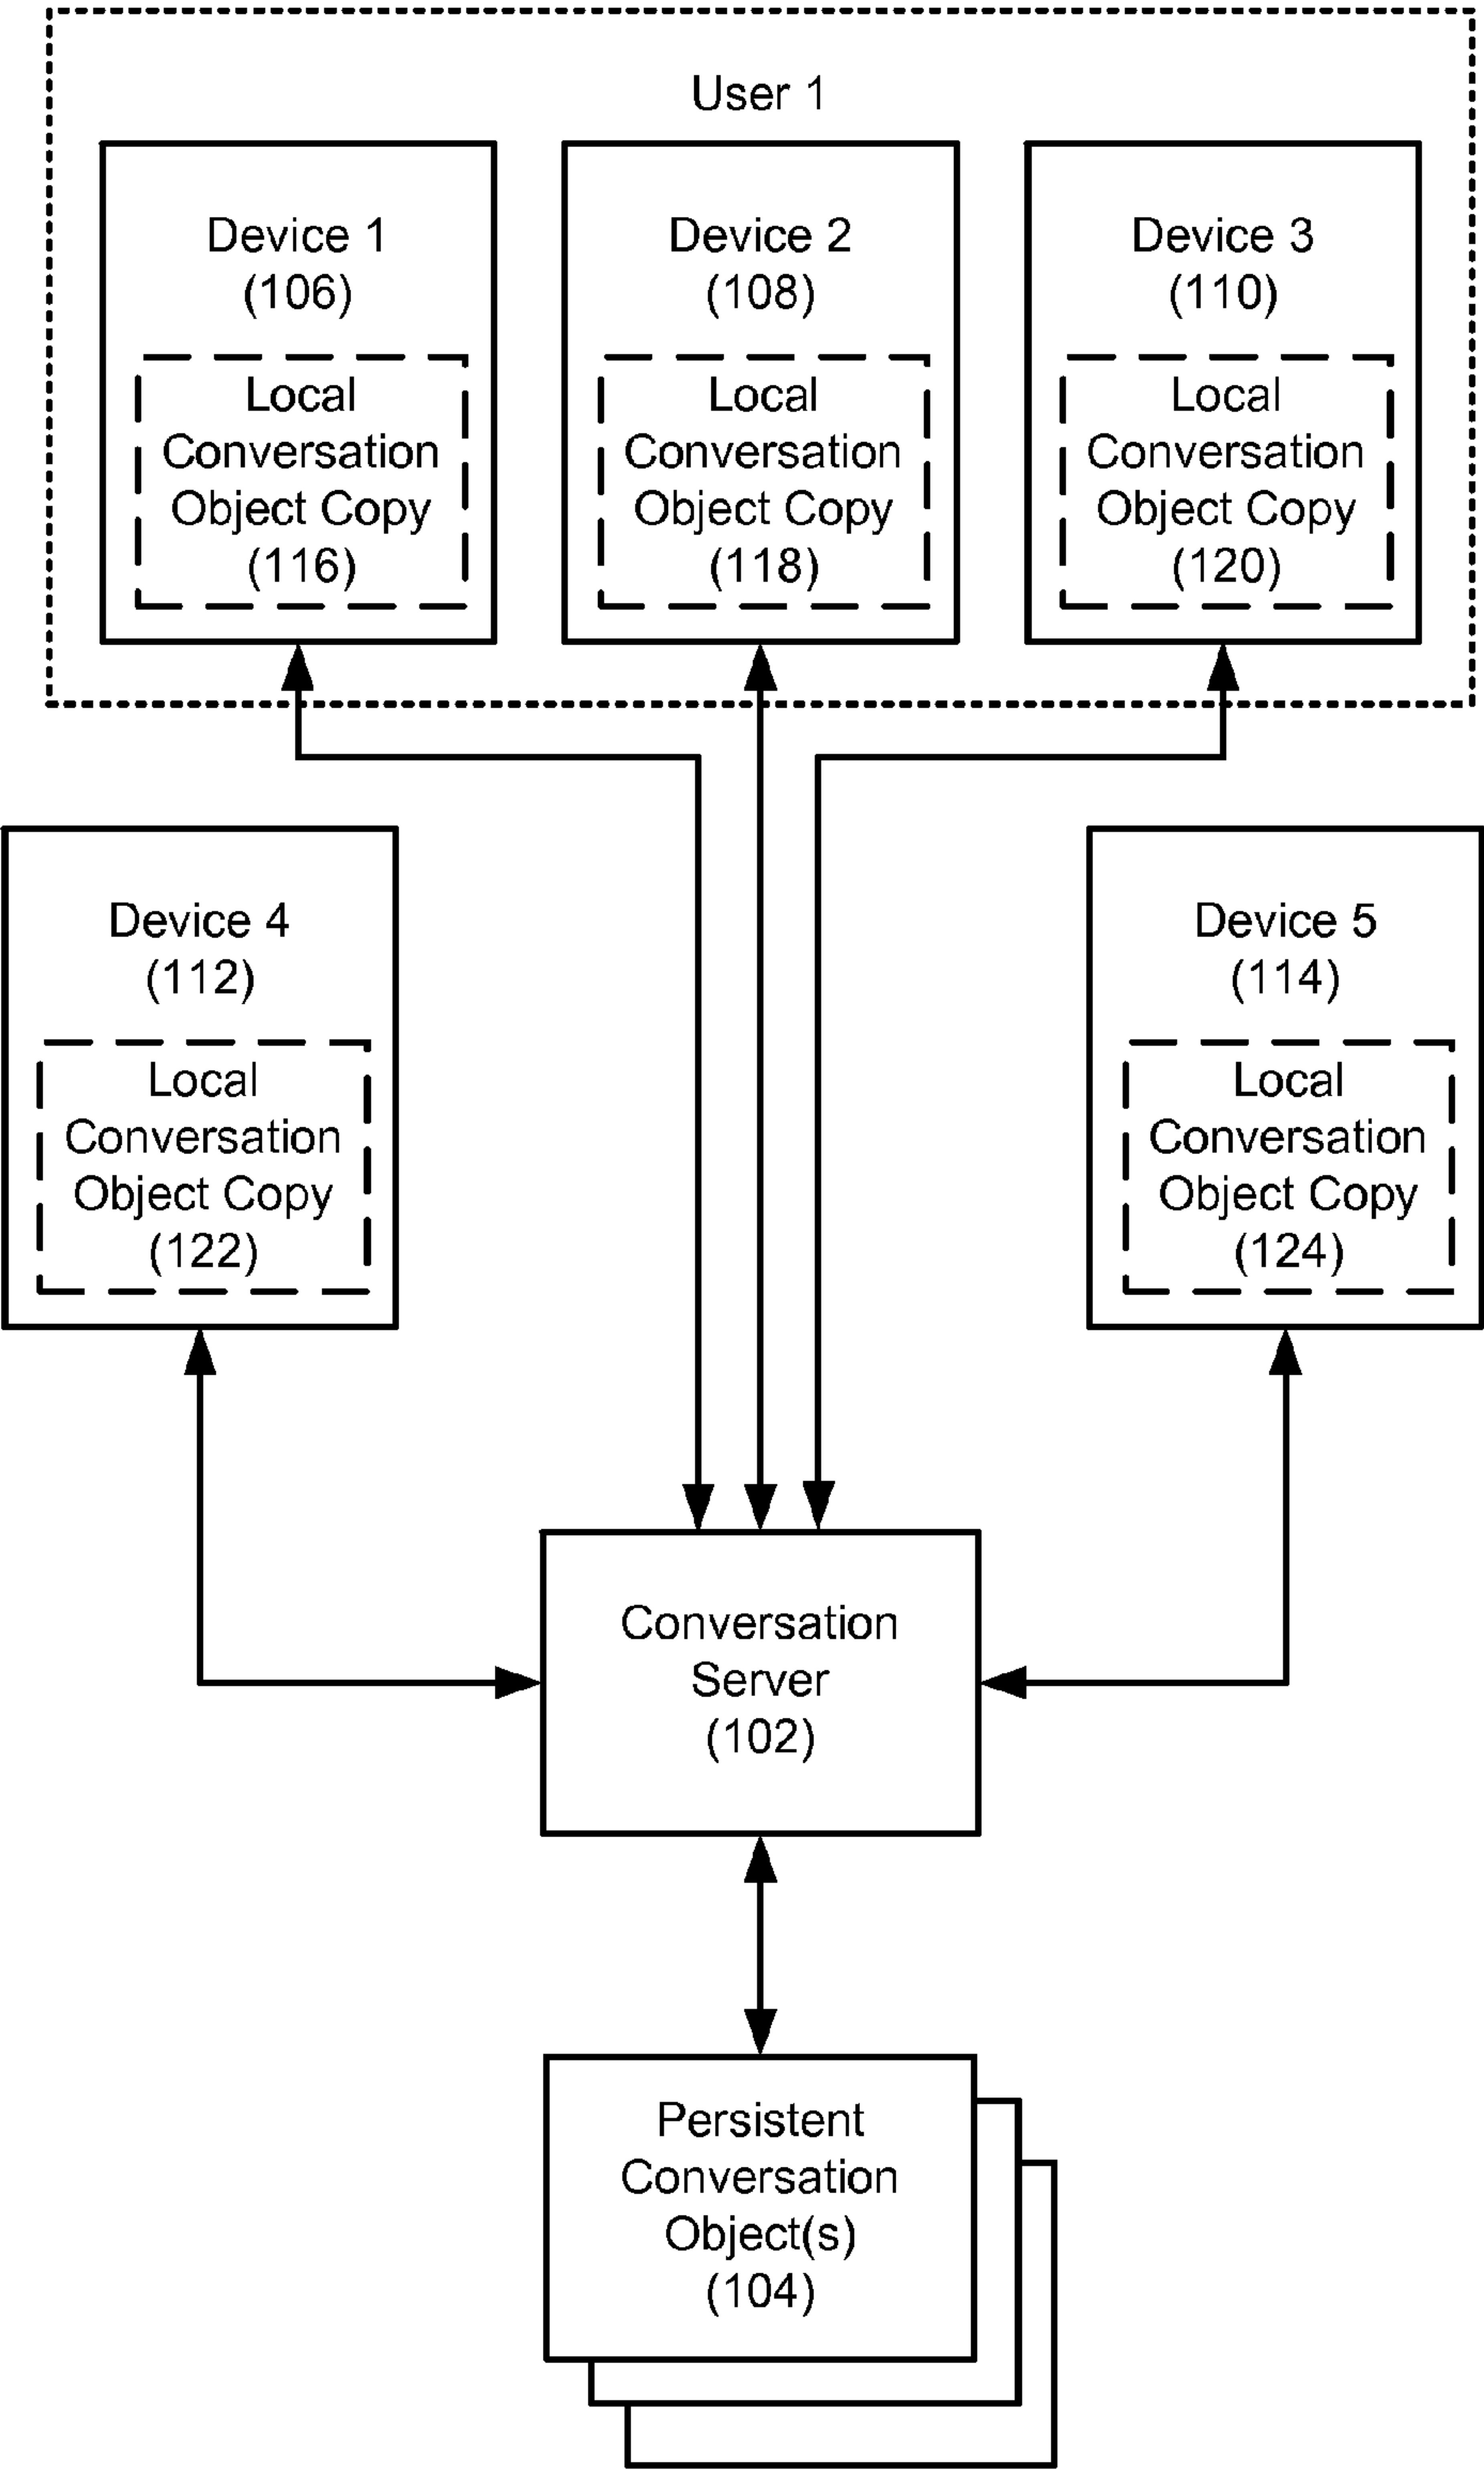 User 1
Device 1
(106)
Local
Conversation
Object Copy
(116)
Device 2
(108)
Local
Conversation
Object Copy
(118)
Device 3
(110)
Local
Conversation
Object Copy
(120)
Device 4
(112)
Local
Conversation
Object Copy
(122)
Device 5
(114)
Local
Conversation
Object Copy
(124)
Conversation
Server
(102)
Persistent
Conversation
Object(s)
(104)